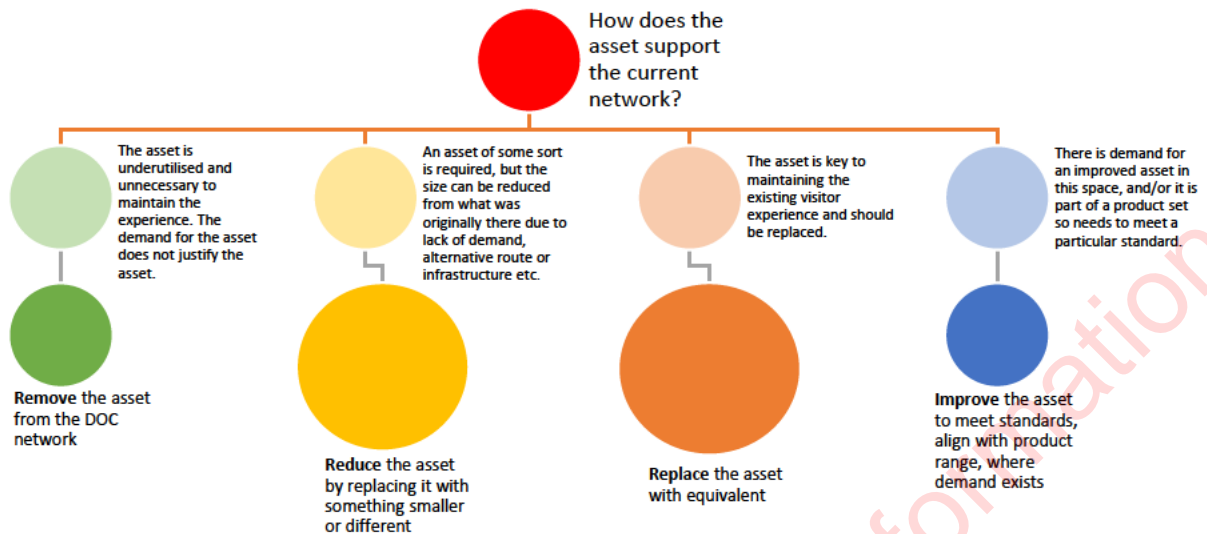 How does the
asset support
the current
network?
The asset is
underutilised and
unnecessary to
maintain the
experience. The
demand for the asset
does not justify the
asset.
An asset of some sort
is required, but the
size can be reduced
from what was
originally there due to
lack of demand,
alternative route or
infrastructure etc.
The asset is key to
maintaining the
existing visitor
experience and should
be replaced.
There is demand for
an improved asset in
this space, and/or it is
part of a product set
so needs to meet a
particular standard.
Remove the asset
from the DOC
network
Reduce the asset
by replacing it with
something smaller
or different
Replace the asset
with equivalent
Improve the asset
to meet standards,
align with product
range, where
demand exists
formation